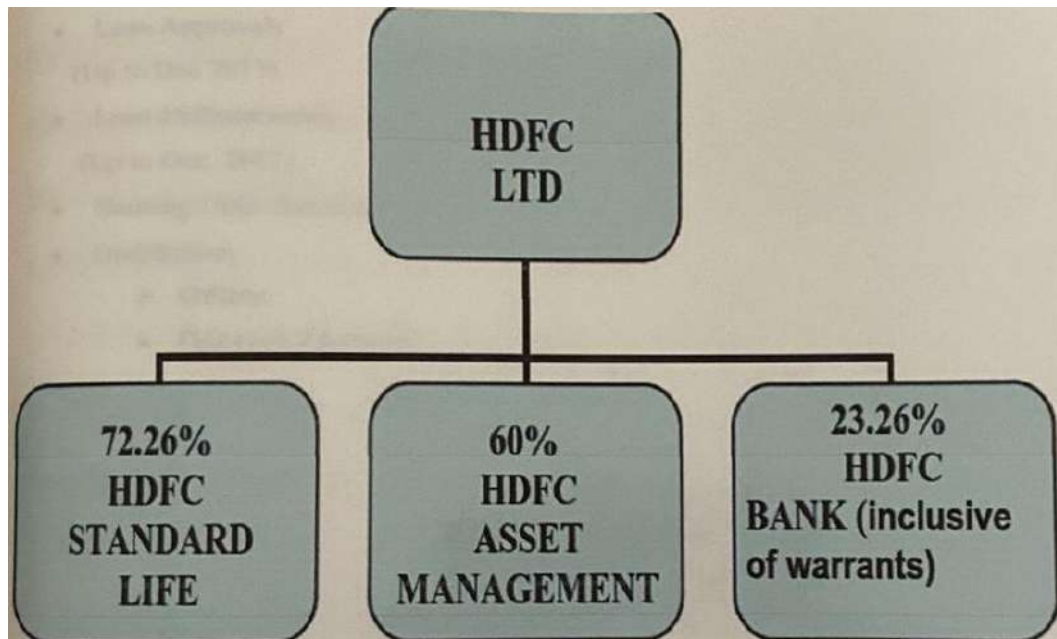 HDFC
LTD
72.26%
HDFC
STANDARD
LIFE
60%
HDFC
ASSET
MANAGEMENT
23.26%
HDFC
BANK (inclusive
of warrants)